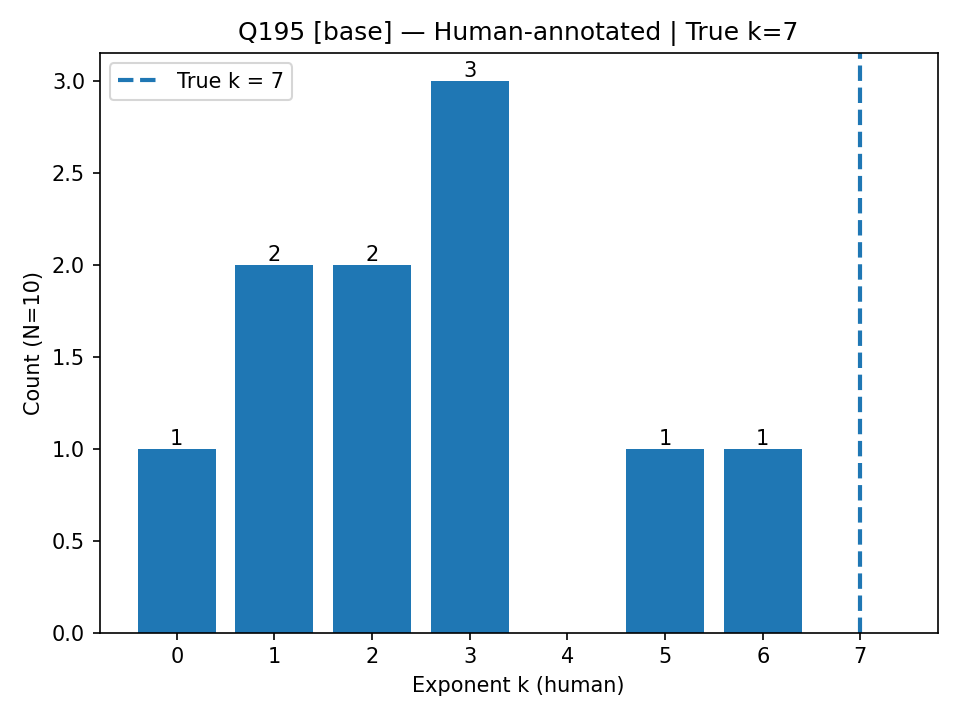 Q195 [base] — Human-annotated | True k=7
True k = 7
Count (N=10)
3.0
2.5
2.0
1.5
1.0
0.5
0.0
1
2
2
3
1
1
0 1 2 3 4 5 6 7
Exponent k (human)